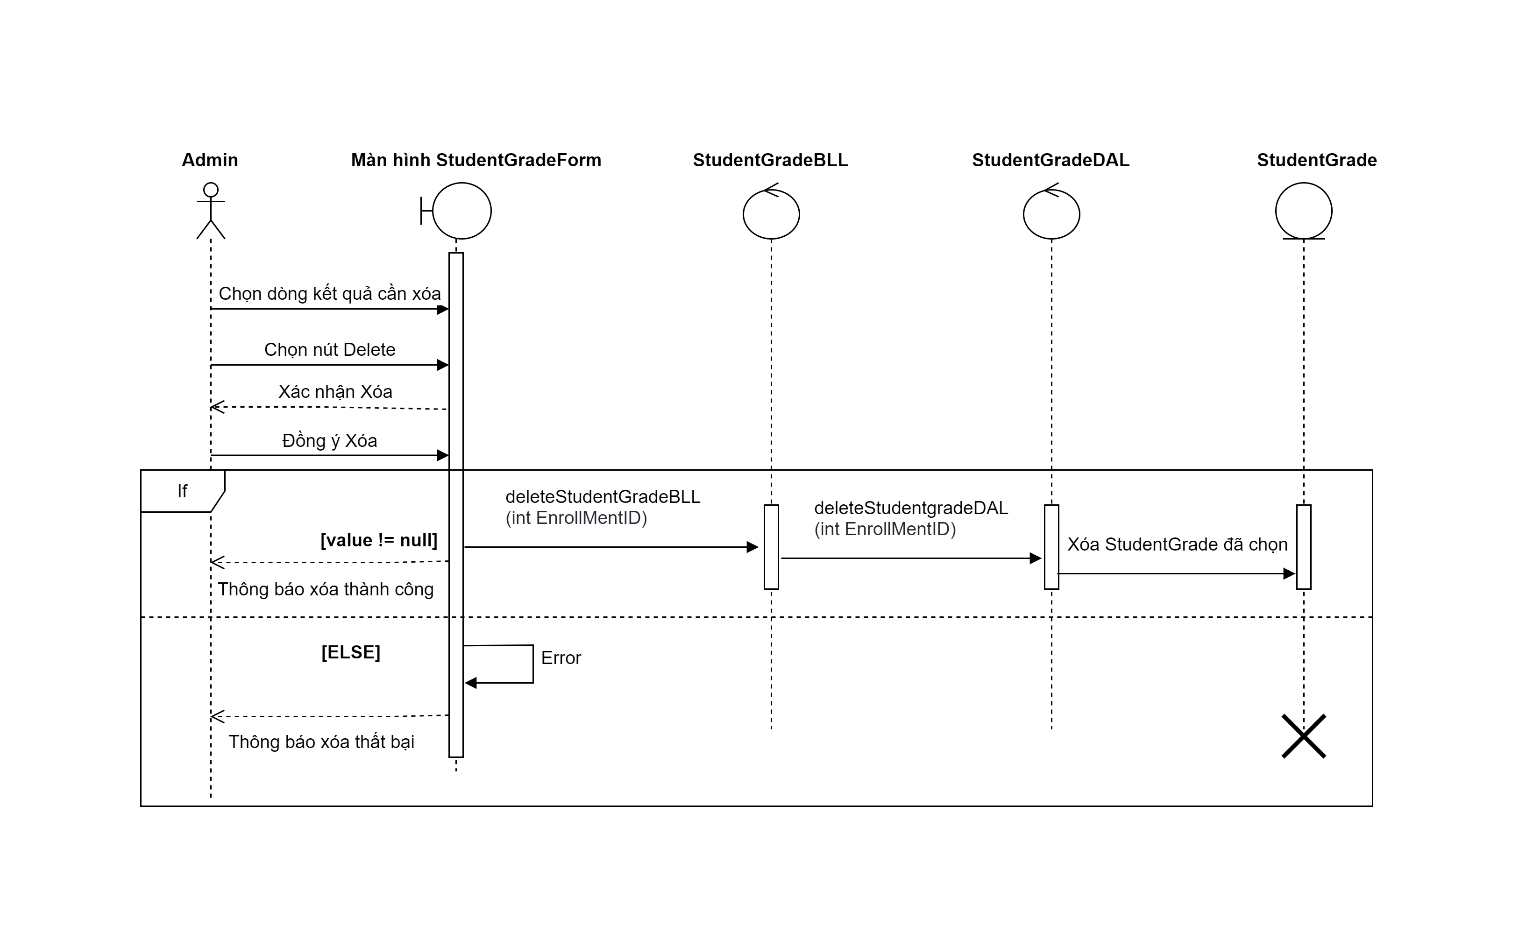 Admin
Màn hình StudentGradeForm
StudentGradeBLL
StudentGradeDAL
StudentGrade
Chọn dòng kết quả cần xóa
Chọn nút Delete
Xác nhận Xóa
Đồng ý Xóa
If
deleteStudentGradeBLL
(int EnrollMentID)
deleteStudentgradeDAL
(int EnrollMentID)
[value != null]
Xóa StudentGrade đã chọn
Thông báo xóa thành công
[ELSE]
Error
Thông báo xóa thất bại